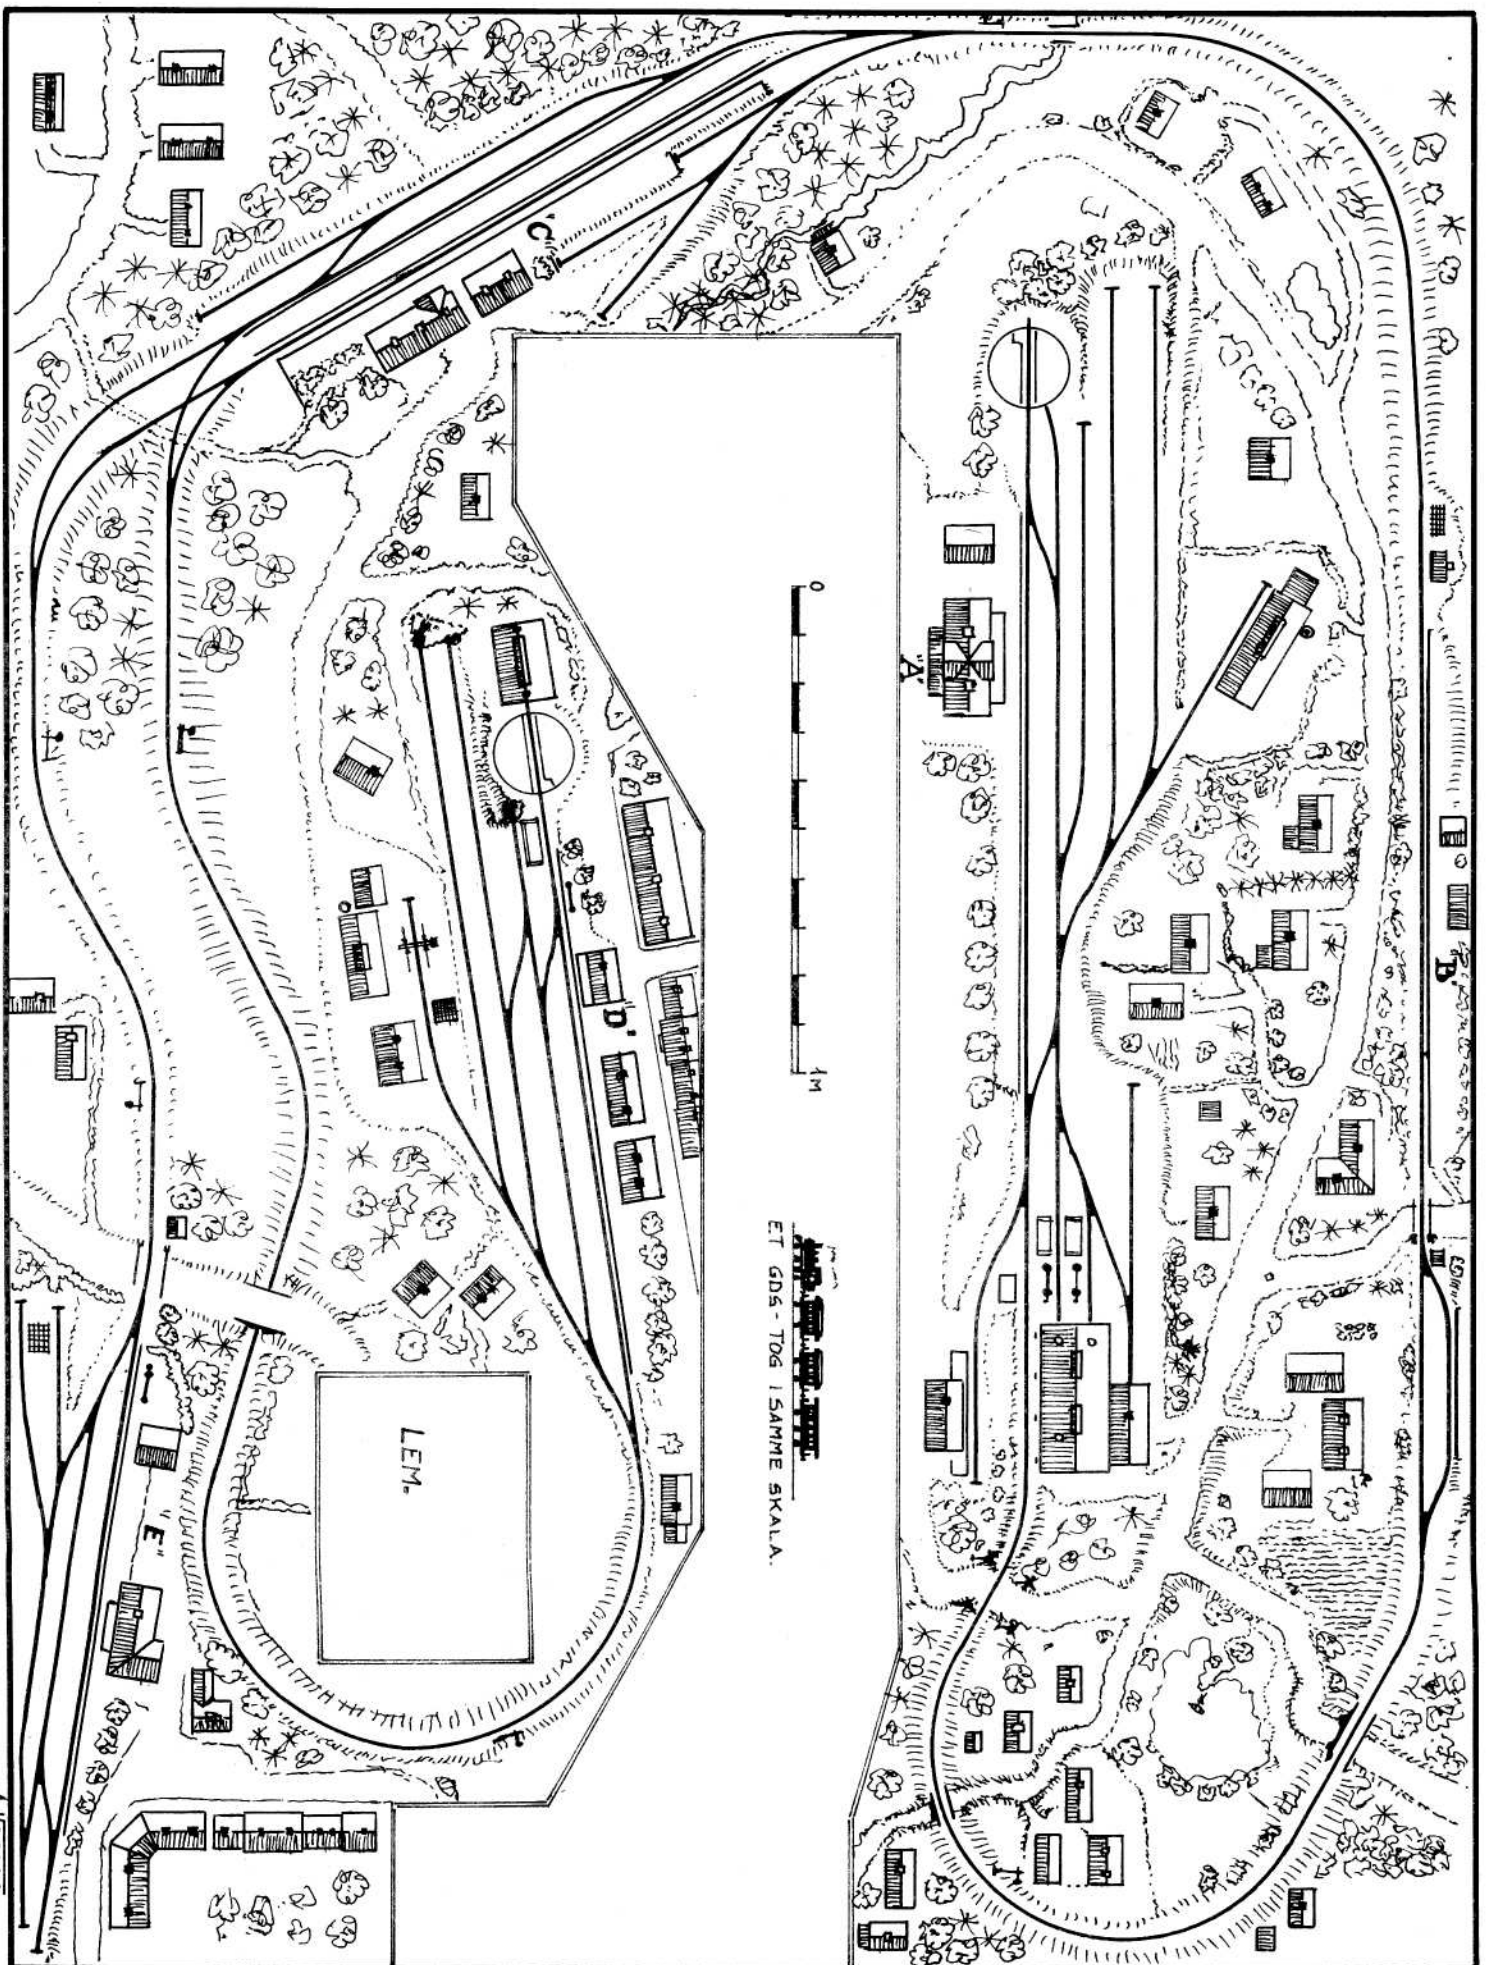 "C"
"A"
"B"
0
1M
"D"
ET GDS - TOG I SAMME SKALA.
LEM.
"E"